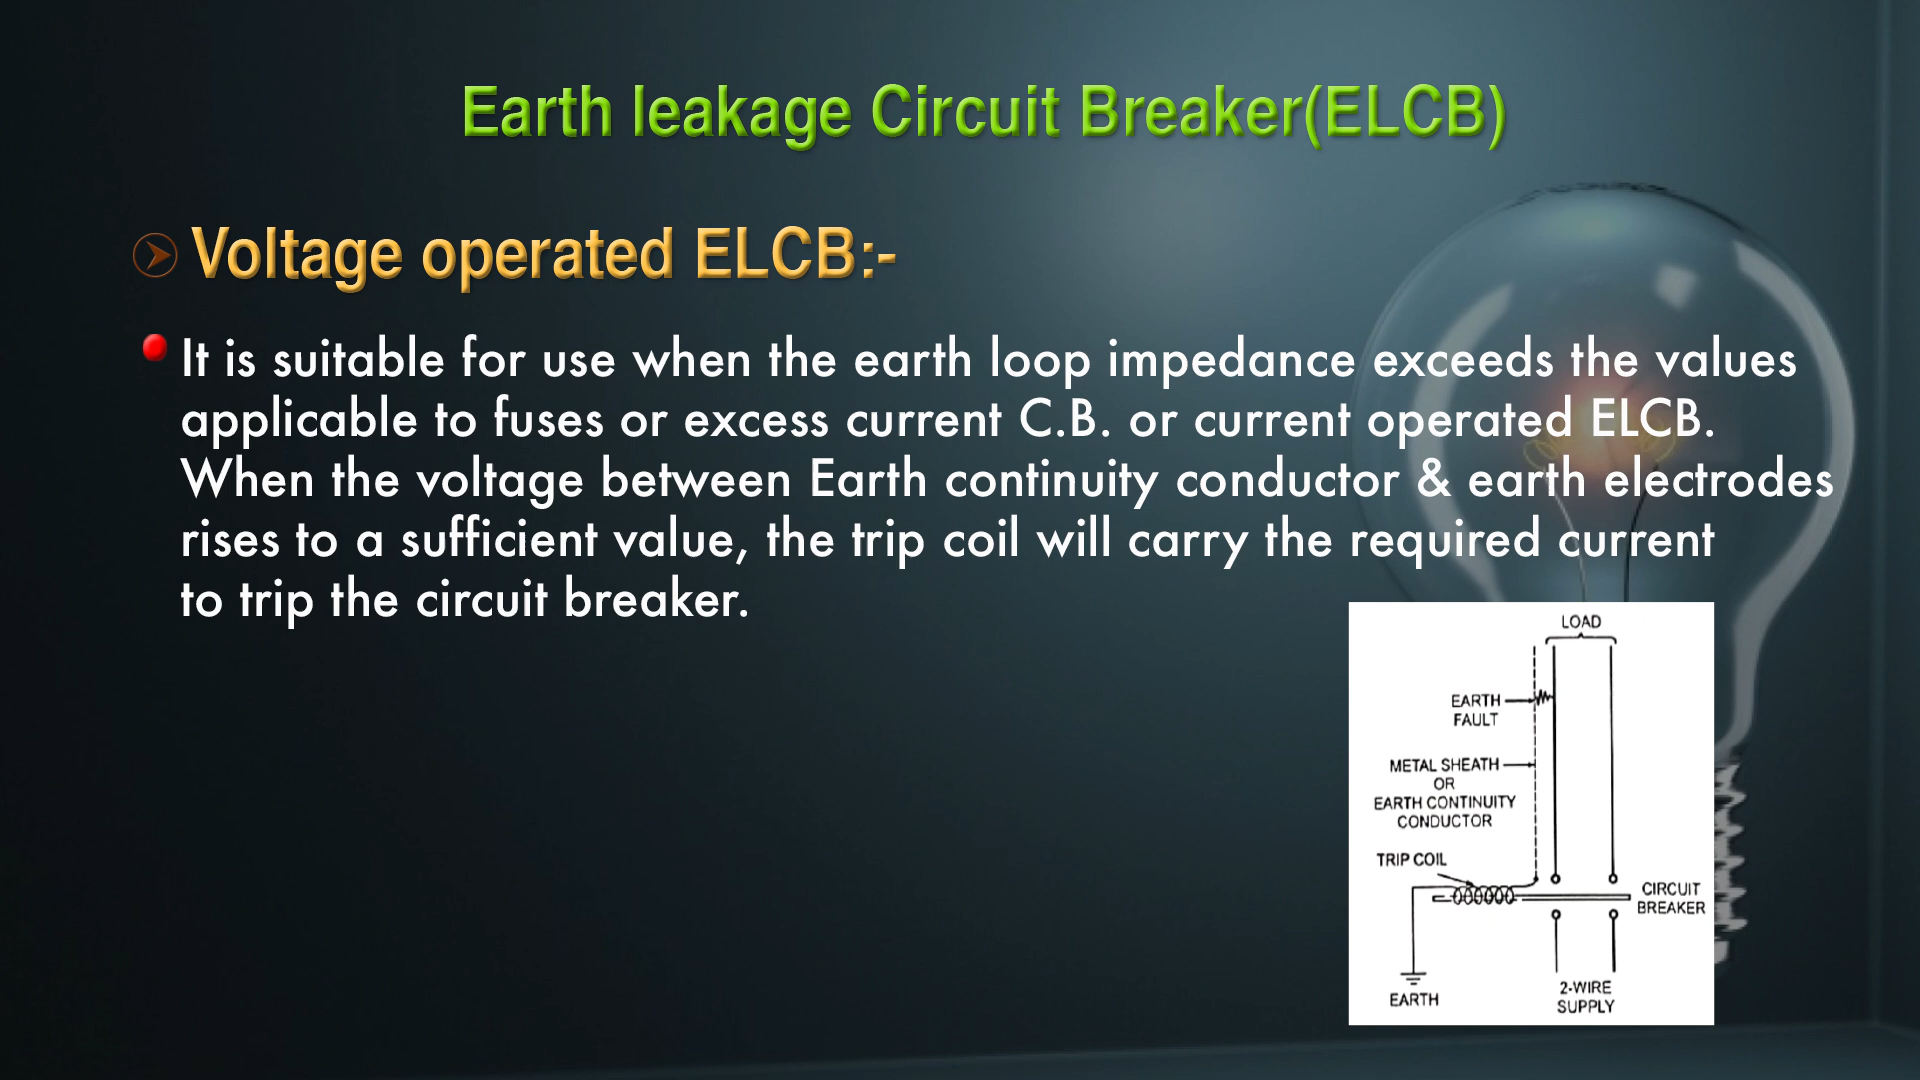 Earth leakage Circuit Breaker(ELCB)
Voltage operated ELCB:-
It is suitable for use when the earth loop impedance exceeds the values
applicable to fuses or excess current C.B. or current operated ELCB.
When the voltage between Earth continuity conductor & earth electrodes
rises to a sufficient value, the trip coil will carry the required current
to trip the circuit breaker.
LOAD
EARTH
FAULT
METAL SHEATH
OR
EARTH CONTINUITY
CONDUCTOR
TRIP COIL
CIRCUIT
BREAKER
EARTH
2-WIRE
SUPPLY